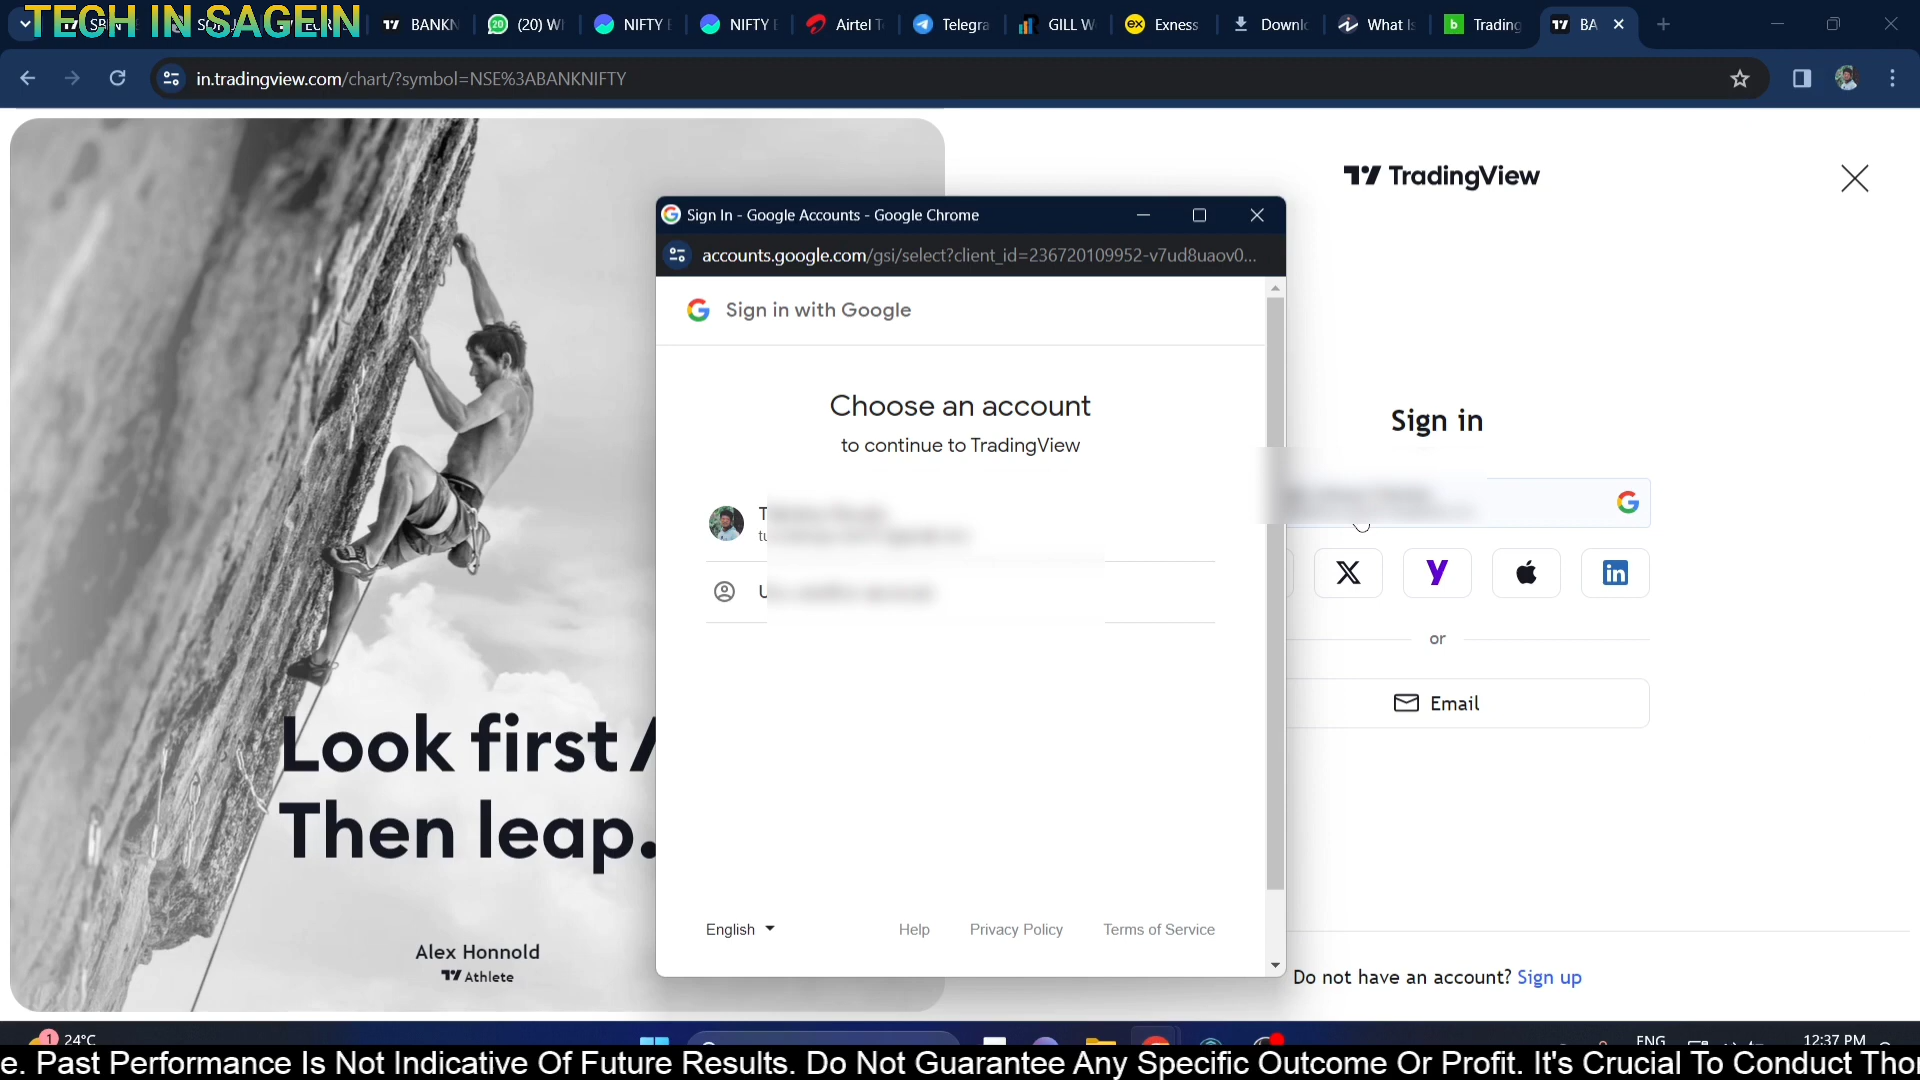 TECH IN SAGEIN
BANKN
(20) W
NIFTY
NIFTY
Airtel T
Telegra
GILL W
Exness
Downl
What Is
Trading
BA
in.tradingview.com/chart/?symbol=NSE%3ABANKNIFTY
TradingView
Sign In - Google Accounts - Google Chrome
accounts.google.com/gsi/select?client_id=236720109952-v7ud8uaov0...
Sign in with Google
Choose an account
to continue to TradingView
Sign in
or
Email
Look first /
Then leap.
Alex Honnold
Athlete
English
Help
Privacy Policy
Terms of Service
Do not have an account? Sign up
1
24°C
ENG
12:37 PM
e. Past Performance Is Not Indicative Of Future Results. Do Not Guarantee Any Specific Outcome Or Profit. It's Crucial To Conduct Thor